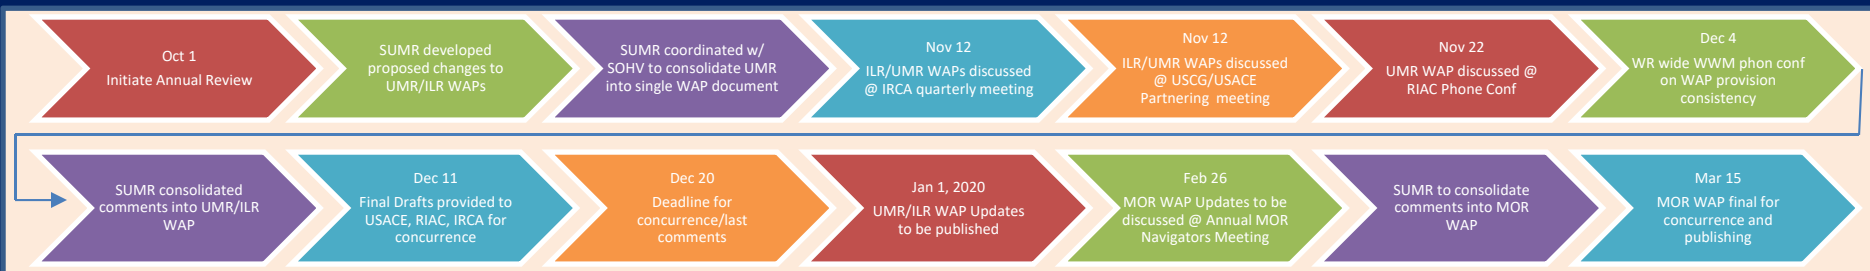 Oct 1
Initiate Annual Review
SUMR developed
proposed changes to
UMR/ILR WAPs
SUMR coordinated w/
SOHV to consolidate UMR
into single WAP document
Nov 12
ILR/UMR WAPs discussed
@ IRCA quarterly meeting
Nov 12
ILR/UMR WAPs discussed
@ USCG/USACE
Partnering meeting
Nov 22
UMR WAP discussed @
RIAC Phone Conf
Dec 4
WR wide WWM phon conf
on WAP provision
consistency
SUMR consolidated
comments into UMR/ILR
WAP
Dec 11
Final Drafts provided to
USACE, RIAC, IRCA for
concurrence
Dec 20
Deadline for
concurrence/last
comments
Jan 1, 2020
UMR/ILR WAP Updates
to be published
Feb 26
MOR WAP Updates to be
discussed @ Annual MOR
Navigators Meeting
SUMR to consolidate
comments into MOR
WAP
Mar 15
MOR WAP final for
concurrence and
publishing